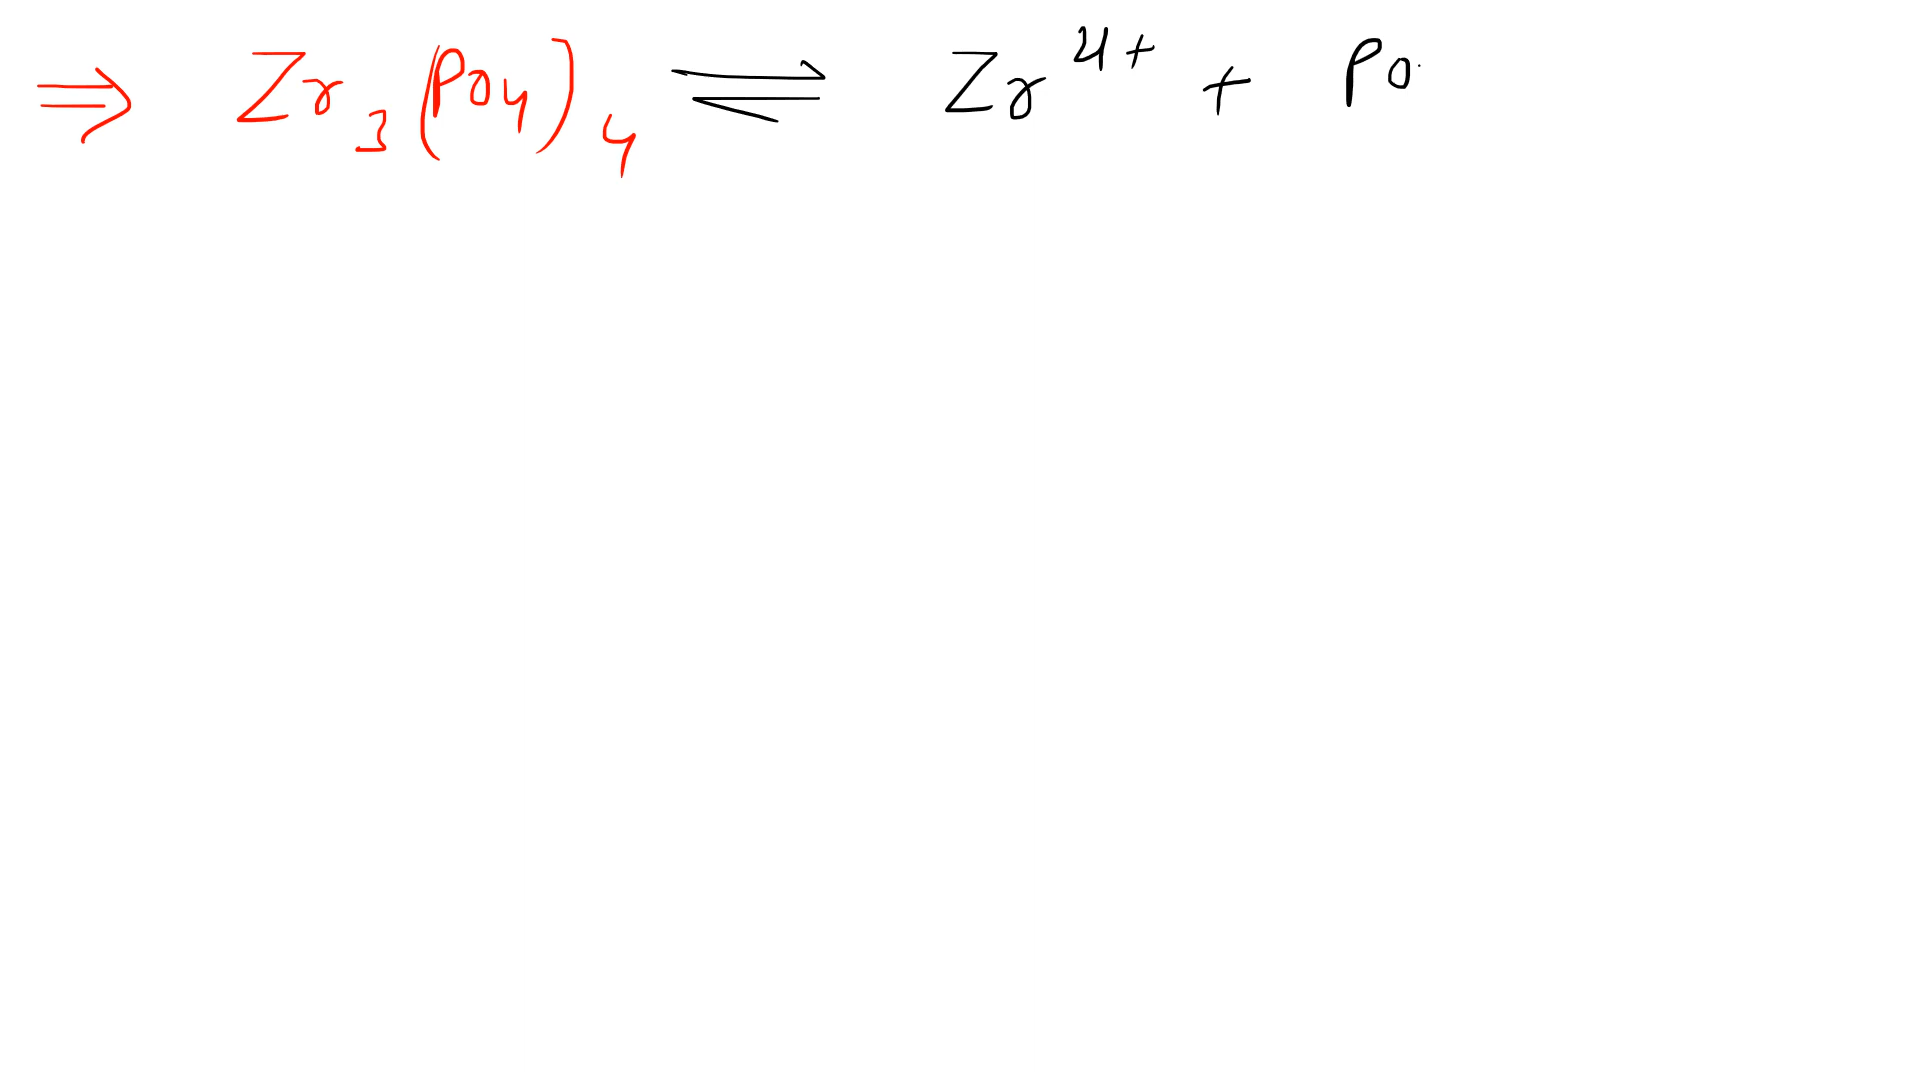 ⇒ Zr₃(PO₄)₄ ⇌ Zr⁴⁺ + PO